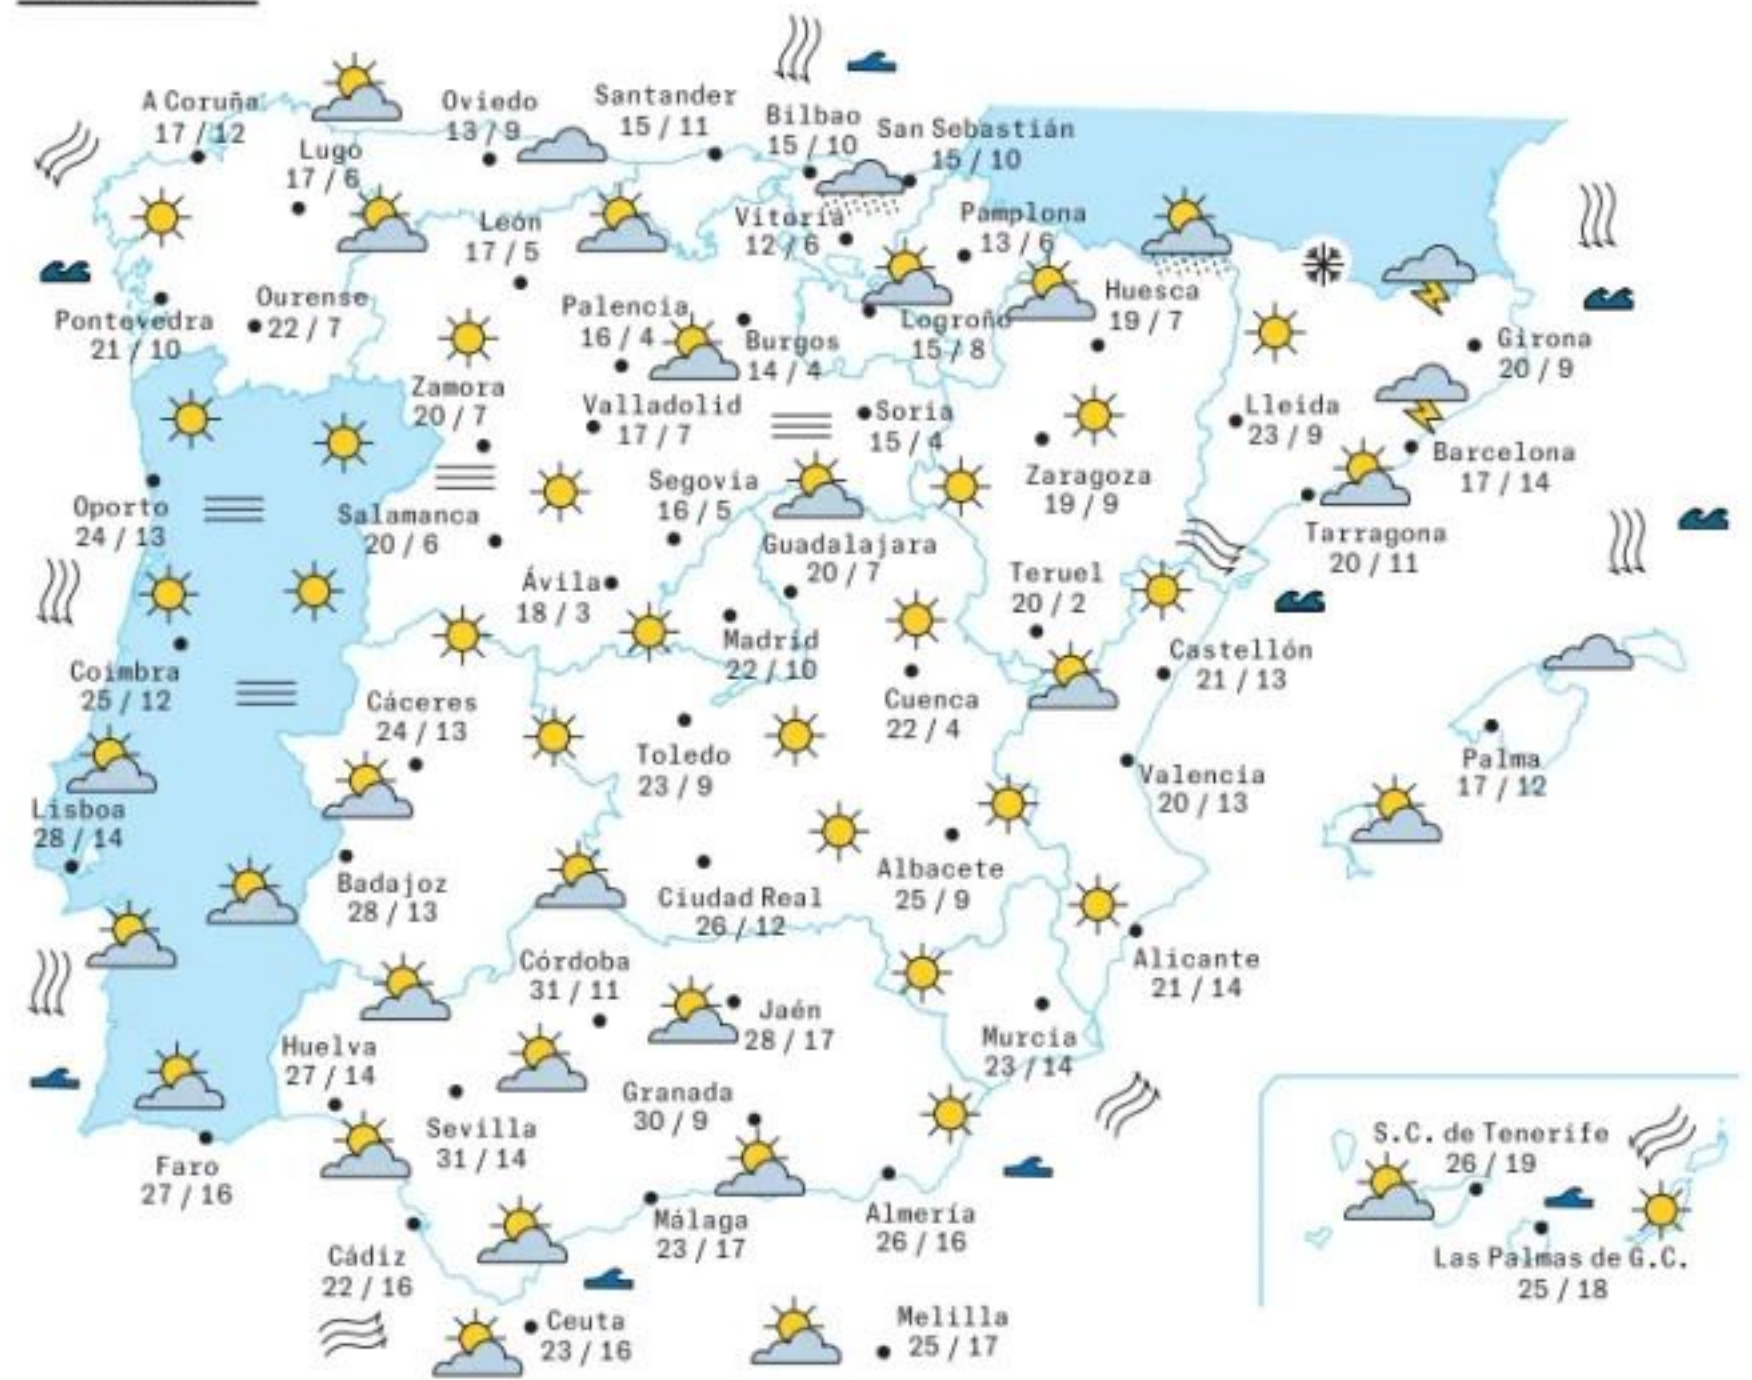 A Coruña
17 / 12
Oviedo
13 / 9
Santander
15 / 11
Bilbao
15 / 10
San Sebastián
15 / 10
Lugo
17 / 6
León
17 / 5
Vitoria
12 / 6
Pamplona
13 / 6
Pontevedra
21 / 10
Ourense
22 / 7
Palencia
16 / 4
Burgos
14 / 4
Logroño
15 / 8
Huesca
19 / 7
Girona
20 / 9
Zamora
20 / 7
Valladolid
17 / 7
Soria
15 / 4
Lleida
23 / 9
Barcelona
17 / 14
Oporto
24 / 13
Salamanca
20 / 6
Segovia
16 / 5
Zaragoza
19 / 9
Tarragona
20 / 11
Guadalajara
20 / 7
Ávila
18 / 3
Teruel
20 / 2
Madrid
22 / 10
Castellón
21 / 13
Coimbra
25 / 12
Cáceres
24 / 13
Cuenca
22 / 4
Toledo
23 / 9
Valencia
20 / 13
Palma
17 / 12
Lisboa
28 / 14
Badajoz
28 / 13
Ciudad Real
26 / 12
Albacete
25 / 9
Alicante
21 / 14
Córdoba
31 / 11
Jaén
28 / 17
Murcia
23 / 14
Huelva
27 / 14
Sevilla
31 / 14
Granada
30 / 9
Faro
27 / 16
Málaga
23 / 17
Almería
26 / 16
Cádiz
22 / 16
Ceuta
23 / 16
Melilla
25 / 17
S.C. de Tenerife
26 / 19
Las Palmas de G.C.
25 / 18